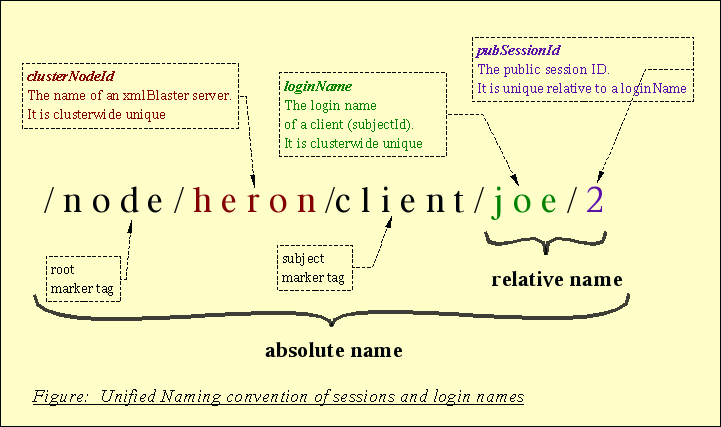 pubSessionId
The public session ID.
It is unique relative to a loginName
clusterNodeId
The name of an xmlBlaster server.
It is clusterwide unique
loginName
The login name
of a client (subjectId).
It is clusterwide unique
/node/heron/client/joe/2
root
marker tag
subject
marker tag
relative name
absolute name
Figure: Unified Naming convention of sessions and login names